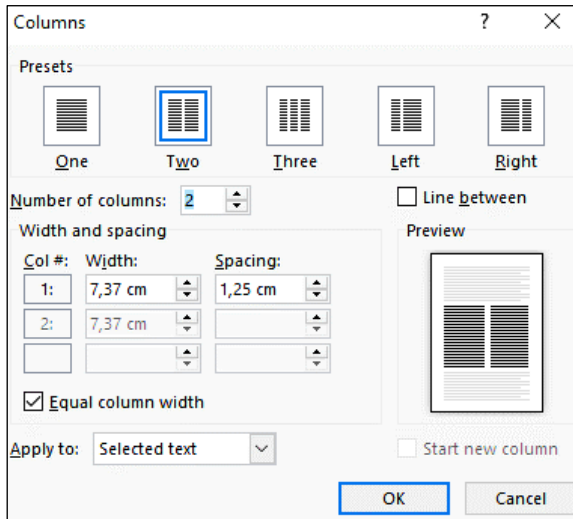 Columns ?
Presets
One Two Three Left Right
Number of columns: 2 Line between
Width and spacing Preview
Col #: Width: Spacing:
1: 7,37 cm 1,25 cm
2: 7,37 cm
Equal column width
Apply to: Selected text Start new column
OK Cancel